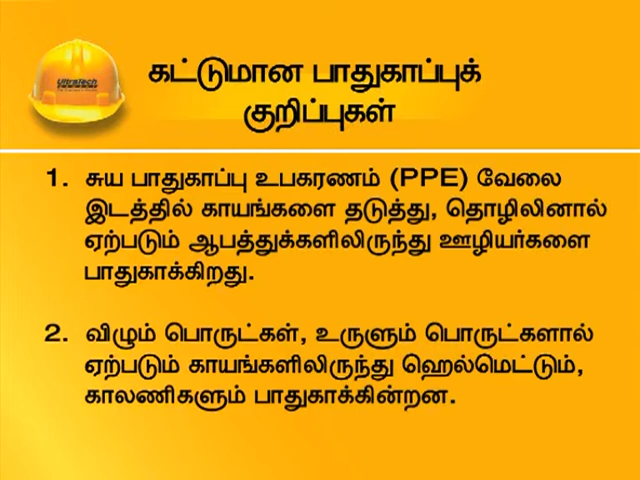 UltraTech
கட்டுமான பாதுகாப்புக்
குறிப்புகள்
1. சுய பாதுகாப்பு உபகரணம் (PPE) வேலை
இடத்தில் காயங்களை தடுத்து, தொழிலினால்
ஏற்படும் ஆபத்துக்களிலிருந்து ஊழியர்களை
பாதுகாக்கிறது.
2. விழும் பொருட்கள், உருளும் பொருட்களால்
ஏற்படும் காயங்களிலிருந்து ஹெல்மெட்டும்,
காலணிகளும் பாதுகாக்கின்றன.